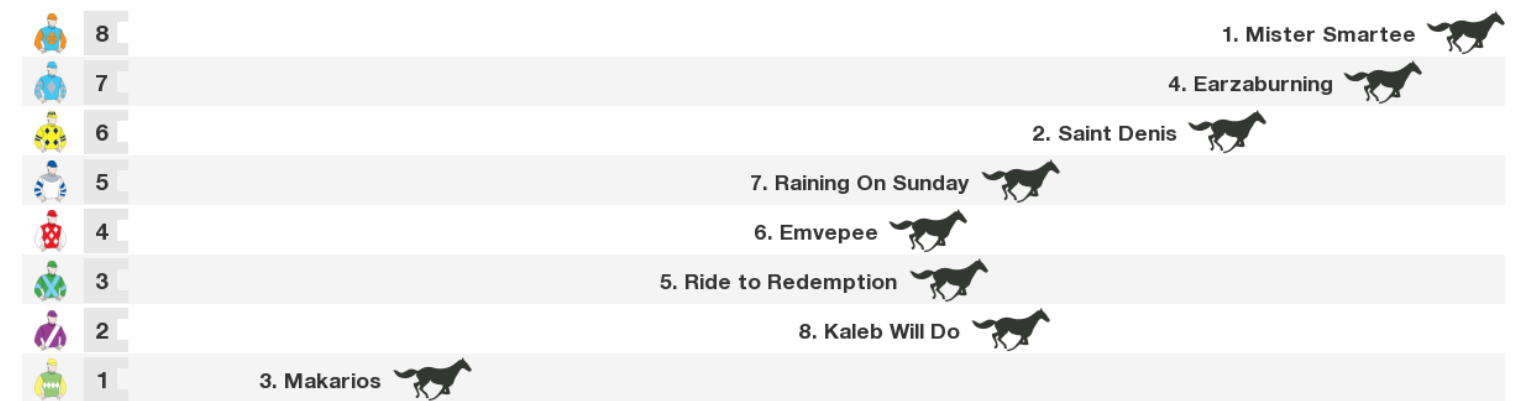 8 1. Mister Smartee
7 4. Earzaburning
6 2. Saint Denis
5 7. Raining On Sunday
4 6. Emvepee
3 5. Ride to Redemption
2 8. Kaleb Will Do
1 3. Makarios